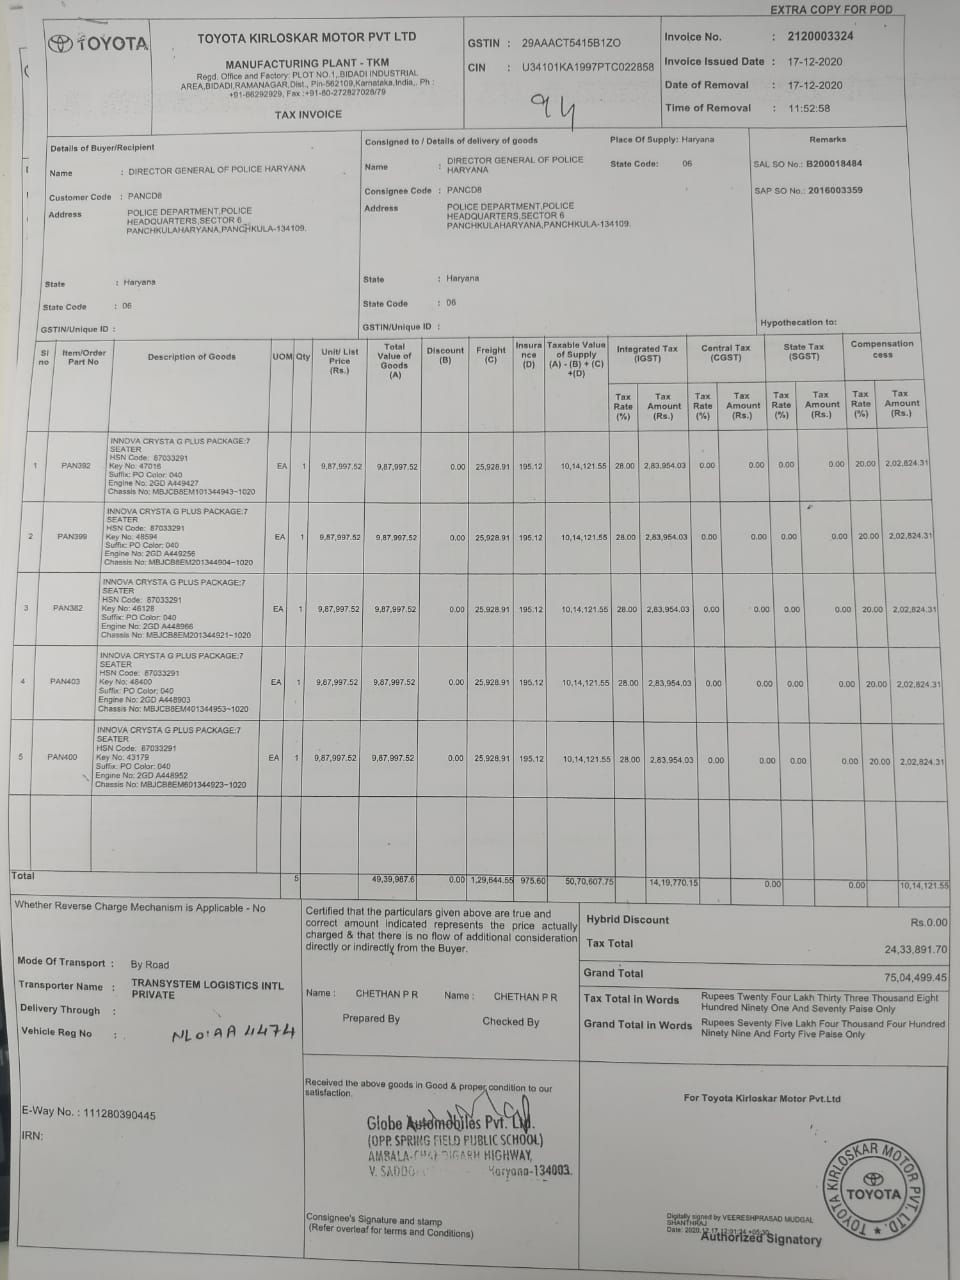 EXTRA COPY FOR POD
TOYOTA
TOYOTA KIRLOSKAR MOTOR PVT LTD
MANUFACTURING PLANT - TKM
Regd. Office and Factory: PLOT NO.1,.BIDADI INDUSTRIAL
AREA,BIDADI,RAMANAGAR,Dist., Pin-562109,Karnataka,India,. Ph :
+91-66292929, Fax :+91-80-272827028/79
TAX INVOICE
GSTIN : 29AAACT5415B1ZO
CIN : U34101KA1997PTC022858
94
Invoice No. : 2120003324
Invoice Issued Date : 17-12-2020
Date of Removal : 17-12-2020
Time of Removal : 11:52:58
Details of Buyer/Recipient
Name : DIRECTOR GENERAL OF POLICE HARYANA
Customer Code : PANCD8
Address POLICE DEPARTMENT,POLICE
HEADQUARTERS,SECTOR 6
PANCHKULAHARYANA,PANCHKULA-134109.
State : Haryana
State Code : 06
GSTIN/Unique ID :
Consigned to / Details of delivery of goods
Place Of Supply: Haryana
Name : DIRECTOR GENERAL OF POLICE
HARYANA
State Code: 06
Consignee Code : PANCD8
Address POLICE DEPARTMENT,POLICE
HEADQUARTERS,SECTOR 6
PANCHKULAHARYANA,PANCHKULA-134109.
State : Haryana
State Code : 06
GSTIN/Unique ID :
Remarks
SAL SO No.: B200018484
SAP SO No.: 2016003359
Hypothecation to:
Sl no Item/Order Part No Description of Goods UOM Qty Unit/ List Price (Rs.) Total Value of Goods (A) Discount (B) Freight (C) Insura nce (D) Taxable Value of Supply (A) - (B) + (C) +(D) Integrated Tax (IGST) Central Tax (CGST) State Tax (SGST) Compensation cess
Tax Rate (%) Tax Amount (Rs.) Tax Rate (%) Tax Amount (Rs.) Tax Rate (%) Tax Amount (Rs.) Tax Rate (%) Tax Amount (Rs.)
INNOVA CRYSTA G PLUS PACKAGE:7
SEATER
HSN Code: 87033291
1 PAN392 Key No: 47016 EA 1 9,87,997.52 9,87,997.52 0.00 25,928.91 195.12 10,14,121.55 28.00 2,83,954.03 0.00 0.00 0.00 0.00 20.00 2,02,824.31
Suffix: PO Color: 040
Engine No: 2GD A449427
Chassis No: MBJCB8EM101344943-1020
INNOVA CRYSTA G PLUS PACKAGE:7
SEATER
HSN Code: 87033291
2 PAN399 Key No: 48594 EA 1 9,87,997.52 9,87,997.52 0.00 25,928.91 195.12 10,14,121.55 28.00 2,83,954.03 0.00 0.00 0.00 0.00 20.00 2,02,824.31
Suffix: PO Color: 040
Engine No: 2GD A449256
Chassis No: MBJCB8EM201344904-1020
INNOVA CRYSTA G PLUS PACKAGE:7
SEATER
HSN Code: 87033291
3 PAN382 Key No: 46128 EA 1 9,87,997.52 9,87,997.52 0.00 25,928.91 195.12 10,14,121.55 28.00 2,83,954.03 0.00 0.00 0.00 0.00 20.00 2,02,824.31
Suffix: PO Color: 040
Engine No: 2GD A448966
Chassis No: MBJCB8EM201344921-1020
INNOVA CRYSTA G PLUS PACKAGE:7
SEATER
HSN Code: 87033291
4 PAN403 Key No: 48400 EA 1 9,87,997.52 9,87,997.52 0.00 25,928.91 195.12 10,14,121.55 28.00 2,83,954.03 0.00 0.00 0.00 0.00 20.00 2,02,824.31
Suffix: PO Color: 040
Engine No: 2GD A448903
Chassis No: MBJCB8EM401344953-1020
INNOVA CRYSTA G PLUS PACKAGE:7
SEATER
HSN Code: 87033291
5 PAN400 Key No: 43179 EA 1 9,87,997.52 9,87,997.52 0.00 25,928.91 195.12 10,14,121.55 28.00 2,83,954.03 0.00 0.00 0.00 0.00 20.00 2,02,824.31
Suffix: PO Color: 040
Engine No: 2GD A448952
Chassis No: MBJCB8EM601344923-1020
Total 5 49,39,987.6 0.00 1,29,644.55 975.60 50,70,607.75 14,19,770.15 0.00 0.00 10,14,121.55
Whether Reverse Charge Mechanism is Applicable - No
Mode Of Transport : By Road
Transporter Name : TRANSYSTEM LOGISTICS INTL
PRIVATE
Delivery Through :
Vehicle Reg No : NL01AA 4474
E-Way No. : 111280390445
IRN:
Certified that the particulars given above are true and
correct amount indicated represents the price actually
charged & that there is no flow of additional consideration
directly or indirectly from the Buyer.
Name : CHETHAN P R Name : CHETHAN P R
Prepared By Checked By
Received the above goods in Good & proper condition to our
satisfaction.
Globe Automobiles Pvt. Ltd.
(OPP. SPRING FIELD PUBLIC SCHOOL)
AMBALA-CHANDIGARH HIGHWAY,
V. Haryana-134003.
Consignee's Signature and stamp
(Refer overleaf for terms and Conditions)
Hybrid Discount Rs.0.00
Tax Total 24,33,891.70
Grand Total 75,04,499.45
Tax Total in Words Rupees Twenty Four Lakh Thirty Three Thousand Eight
Hundred Ninety One And Seventy Paise Only
Grand Total in Words Rupees Seventy Five Lakh Four Thousand Four Hundred
Ninety Nine And Forty Five Paise Only
For Toyota Kirloskar Motor Pvt.Ltd
TOYOTA KIRLOSKAR MOTOR PVT. LTD.
TOYOTA
Digitally signed by VEERESHPRASAD MUDGAL
SHANTHRAJ
Authorized Signatory